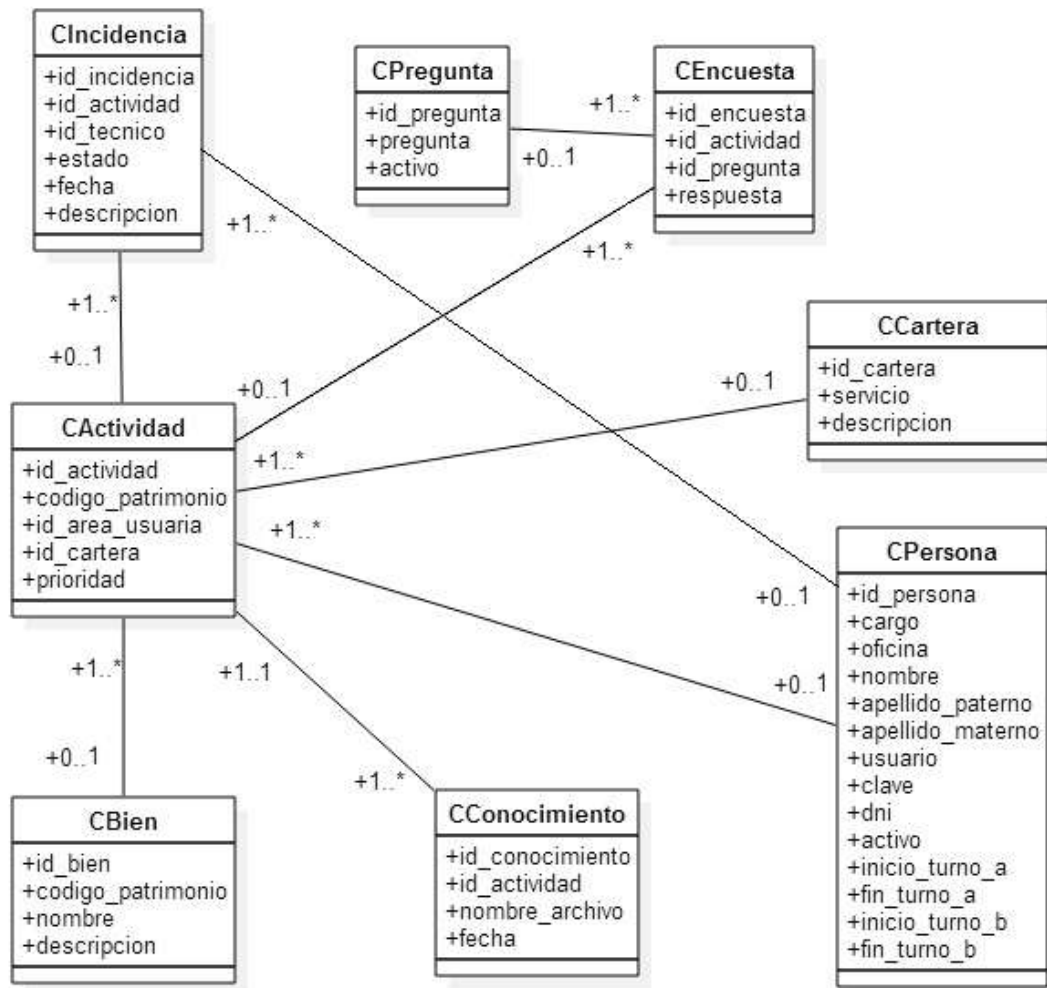 CIncidencia
+id_incidencia
+id_actividad
+id_tecnico
+estado
+fecha
+descripcion
CPregunta
+id_pregunta
+pregunta
+activo
CEncuesta
+id_encuesta
+id_actividad
+id_pregunta
+respuesta
+1..*
+0..1
+1..*
+1..*
+1..*
+0..1
+0..1
+0..1
+1..*
+1..*
CCartera
+id_cartera
+servicio
+descripcion
CActividad
+id_actividad
+codigo_patrimonio
+id_area_usuaria
+id_cartera
+prioridad
CPersona
+id_persona
+cargo
+oficina
+nombre
+apellido_paterno
+apellido_materno
+usuario
+clave
+dni
+activo
+inicio_turno_a
+fin_turno_a
+inicio_turno_b
+fin_turno_b
+0..1
+0..1
+1..*
+1..1
+0..1
+1..*
CBien
+id_bien
+codigo_patrimonio
+nombre
+descripcion
CConocimiento
+id_conocimiento
+id_actividad
+nombre_archivo
+fecha